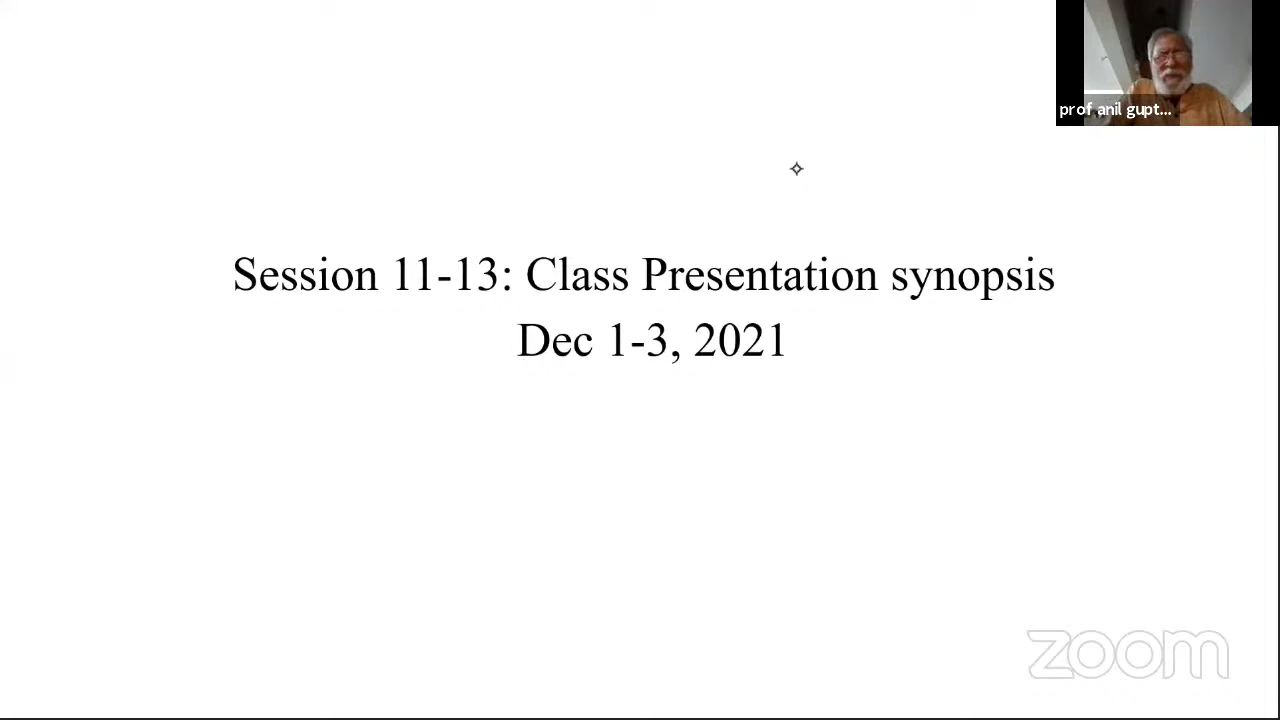 prof anil gupt...
Session 11-13: Class Presentation synopsis
Dec 1-3, 2021
zoom